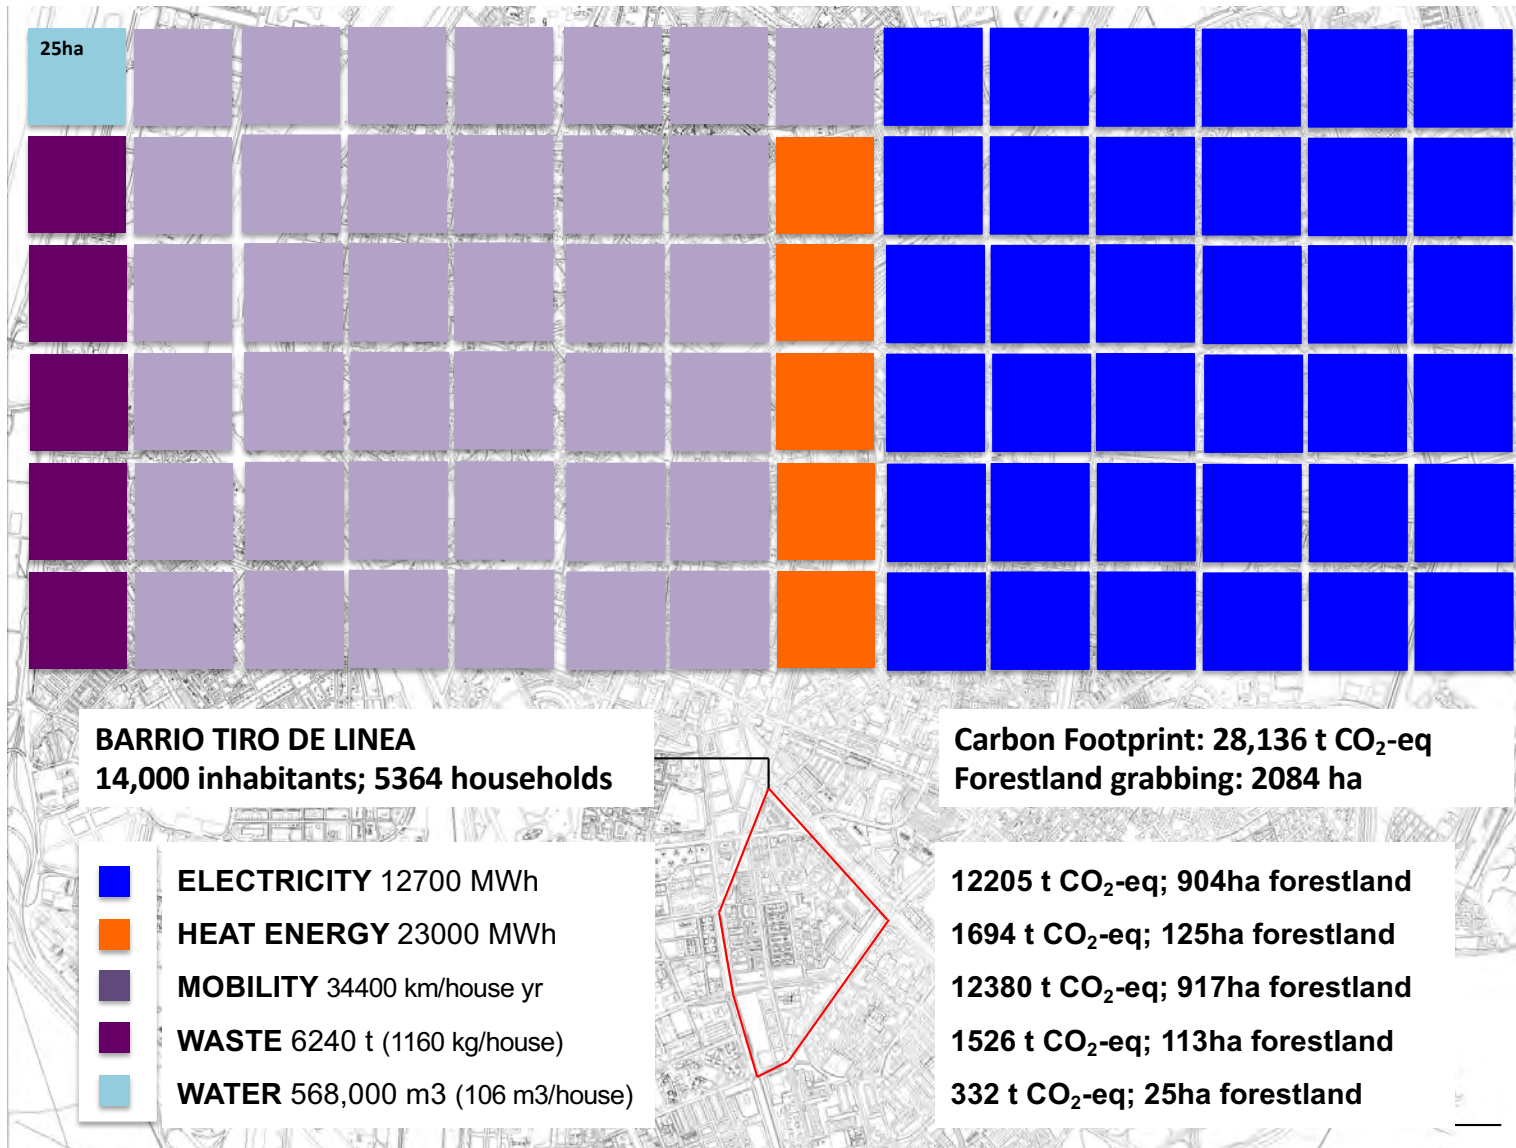 25ha
BARRIO TIRO DE LINEA
14,000 inhabitants; 5364 households
Carbon Footprint: 28,136 t CO₂-eq
Forestland grabbing: 2084 ha
ELECTRICITY 12700 MWh
12205 t CO₂-eq; 904ha forestland
HEAT ENERGY 23000 MWh
1694 t CO₂-eq; 125ha forestland
MOBILITY 34400 km/house yr
12380 t CO₂-eq; 917ha forestland
WASTE 6240 t (1160 kg/house)
1526 t CO₂-eq; 113ha forestland
WATER 568,000 m3 (106 m3/house)
332 t CO₂-eq; 25ha forestland